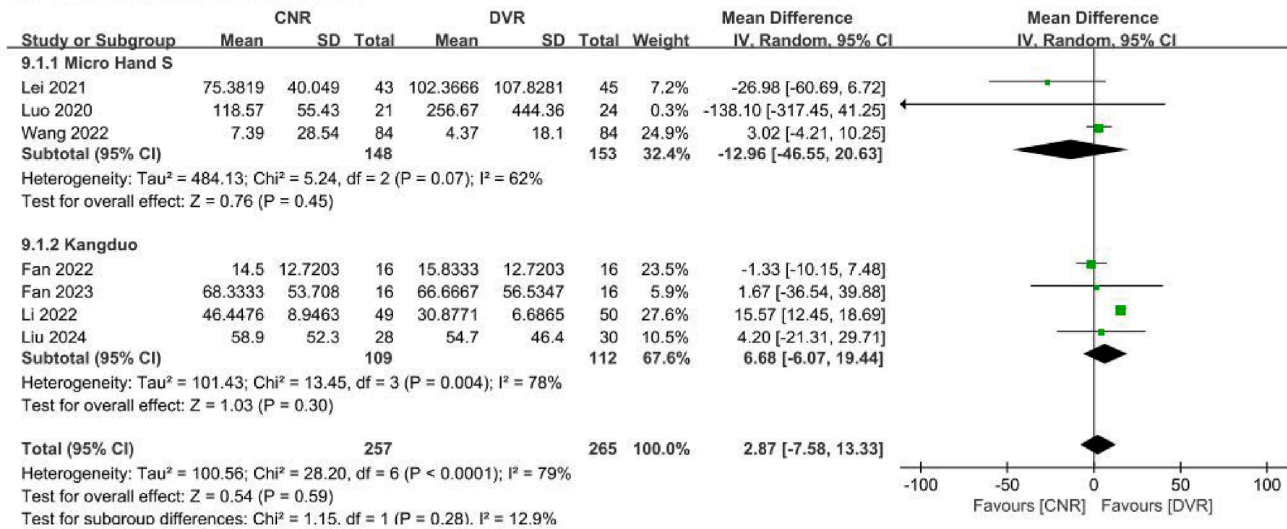 CNR DVR Mean Difference Mean Difference
Study or Subgroup Mean SD Total Mean SD Total Weight IV, Random, 95% CI IV, Random, 95% CI
9.1.1 Micro Hand S
Lei 2021 75.3819 40.049 43 102.3666 107.8281 45 7.2% -26.98 [-60.69, 6.72]
Luo 2020 118.57 55.43 21 256.67 444.36 24 0.3% -138.10 [-317.45, 41.25]
Wang 2022 7.39 28.54 84 4.37 18.1 84 24.9% 3.02 [-4.21, 10.25]
Subtotal (95% CI) 148 153 32.4% -12.96 [-46.55, 20.63]
Heterogeneity: Tau² = 484.13; Chi² = 5.24, df = 2 (P = 0.07); I² = 62%
Test for overall effect: Z = 0.76 (P = 0.45)
9.1.2 Kangduo
Fan 2022 14.5 12.7203 16 15.8333 12.7203 16 23.5% -1.33 [-10.15, 7.48]
Fan 2023 68.3333 53.708 16 66.6667 56.5347 16 5.9% 1.67 [-36.54, 39.88]
Li 2022 46.4476 8.9463 49 30.8771 6.6865 50 27.6% 15.57 [12.45, 18.69]
Liu 2024 58.9 52.3 28 54.7 46.4 30 10.5% 4.20 [-21.31, 29.71]
Subtotal (95% CI) 109 112 67.6% 6.68 [-6.07, 19.44]
Heterogeneity: Tau² = 101.43; Chi² = 13.45, df = 3 (P = 0.004); I² = 78%
Test for overall effect: Z = 1.03 (P = 0.30)
Total (95% CI) 257 265 100.0% 2.87 [-7.58, 13.33]
Heterogeneity: Tau² = 100.56; Chi² = 28.20, df = 6 (P < 0.0001); I² = 79%
Test for overall effect: Z = 0.54 (P = 0.59)
Test for subgroup differences: Chi² = 1.15, df = 1 (P = 0.28), I² = 12.9%
-100 -50 0 50 100
Favours [CNR] Favours [DVR]